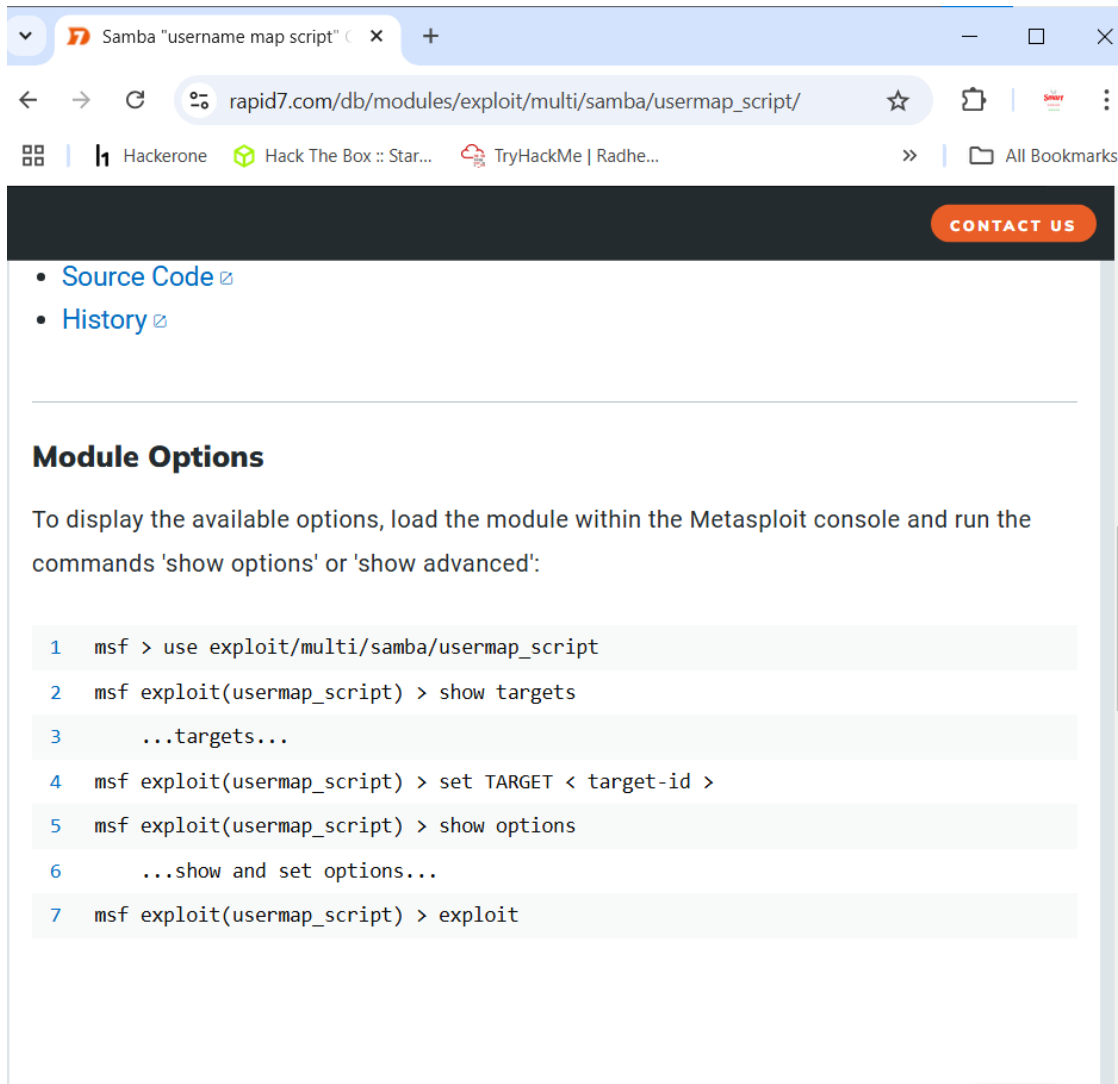 Samba "username map script"
rapid7.com/db/modules/exploit/multi/samba/usermap_script/
Hackerone
Hack The Box :: Star...
TryHackMe | Radhe...
All Bookmarks
CONTACT US
Source Code
History
Module Options
To display the available options, load the module within the Metasploit console and run the
commands 'show options' or 'show advanced':
1 msf > use exploit/multi/samba/usermap_script
2 msf exploit(usermap_script) > show targets
3 ...targets...
4 msf exploit(usermap_script) > set TARGET < target-id >
5 msf exploit(usermap_script) > show options
6 ...show and set options...
7 msf exploit(usermap_script) > exploit